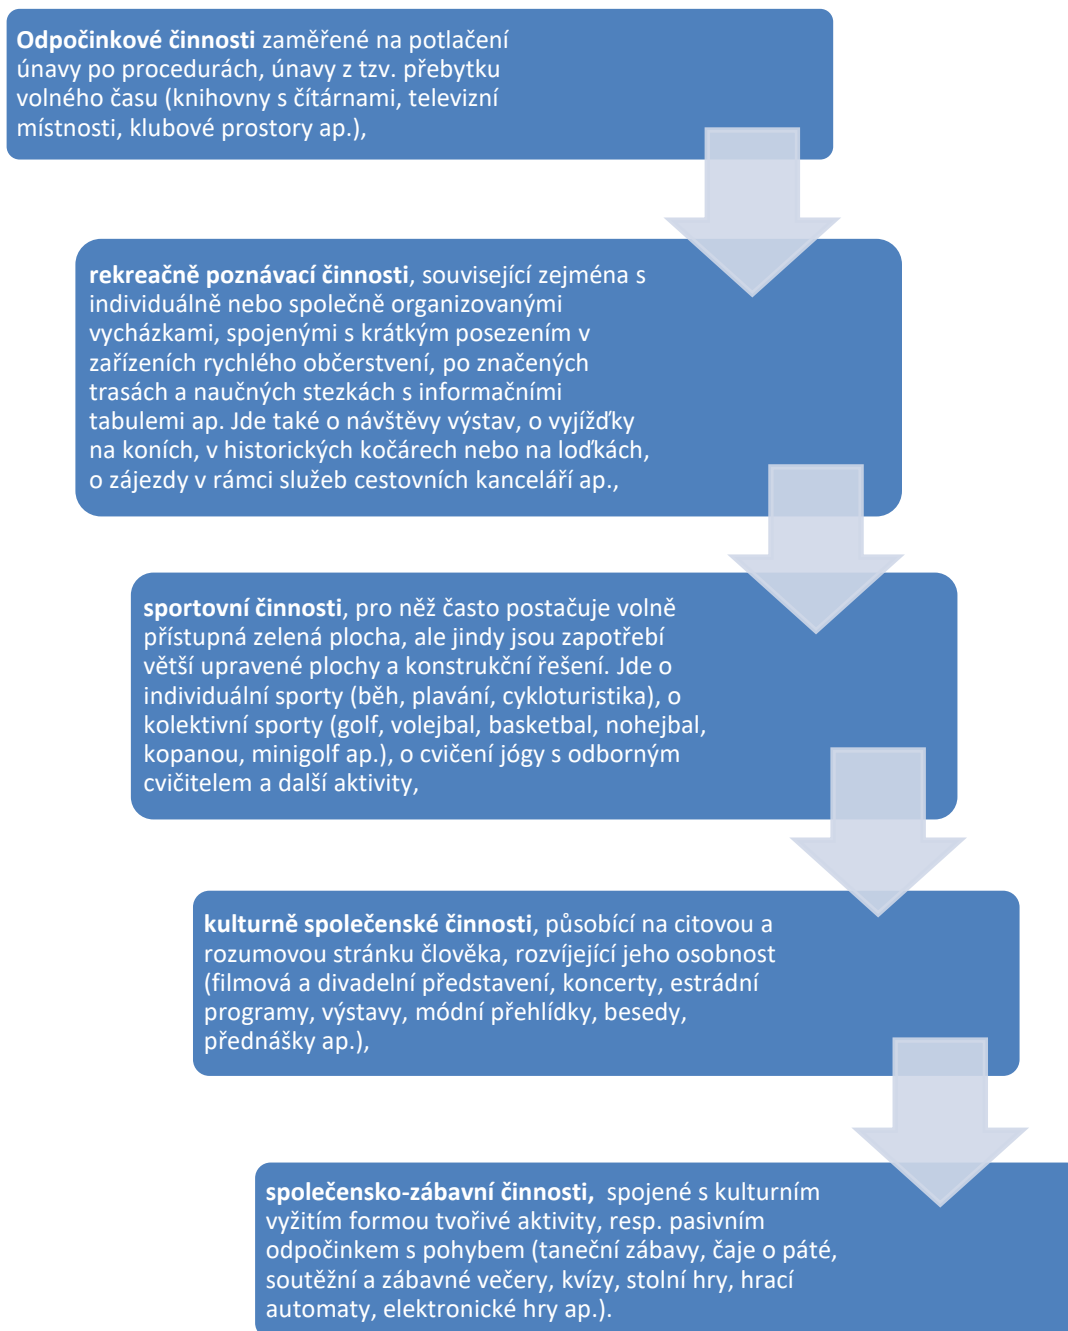 Odpočinkové činnosti zaměřené na potlačení
únavy po procedurách, únavy z tzv. přebytku
volného času (knihovny s čítárnami, televizní
místnosti, klubové prostory ap.),
rekreačně poznávací činnosti, související zejména s
individuálně nebo společně organizovanými
vycházkami, spojenými s krátkým posezením v
zařízeních rychlého občerstvení, po značených
trasách a naučných stezkách s informačními
tabulemi ap. Jde také o návštěvy výstav, o vyjížďky
na koních, v historických kočárech nebo na loďkách,
o zájezdy v rámci služeb cestovních kanceláří ap.,
sportovní činnosti, pro něž často postačuje volně
přístupná zelená plocha, ale jindy jsou zapotřebí
větší upravené plochy a konstrukční řešení. Jde o
individuální sporty (běh, plavání, cykloturistika), o
kolektivní sporty (golf, volejbal, basketbal, nohejbal,
kopanou, minigolf ap.), o cvičení jógy s odborným
cvičitelem a další aktivity,
kulturně společenské činnosti, působící na citovou a
rozumovou stránku člověka, rozvíjející jeho osobnost
(filmová a divadelní představení, koncerty, estrádní
programy, výstavy, módní přehlídky, besedy,
přednášky ap.),
společensko-zábavní činnosti, spojené s kulturním
vyžitím formou tvořivé aktivity, resp. pasivním
odpočinkem s pohybem (taneční zábavy, čaje o páté,
soutěžní a zábavné večery, kvízy, stolní hry, hrací
automaty, elektronické hry ap.).